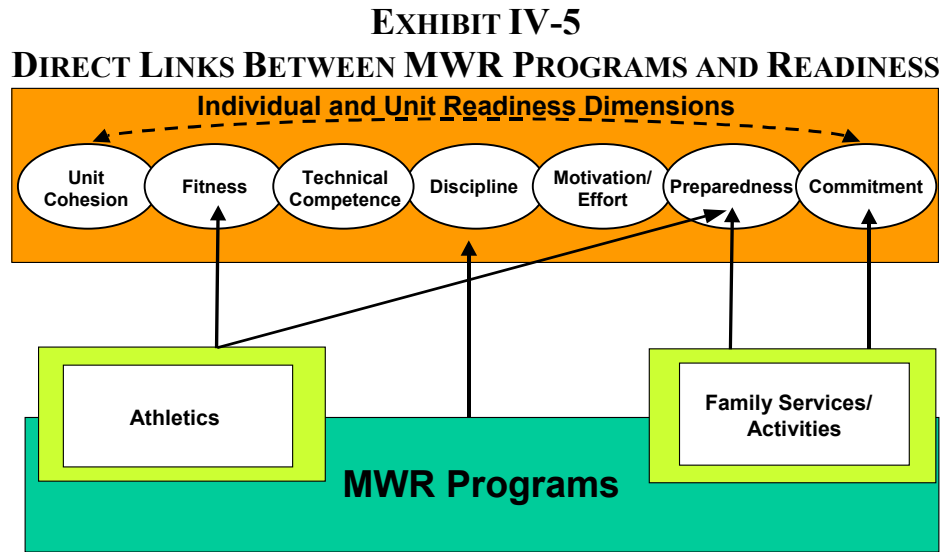 EXHIBIT IV-5
DIRECT LINKS BETWEEN MWR PROGRAMS AND READINESS
Individual and Unit Readiness Dimensions
Unit
Cohesion
Fitness
Technical
Competence
Discipline
Motivation/
Effort
Preparedness
Commitment
Athletics
Family Services/
Activities
MWR Programs